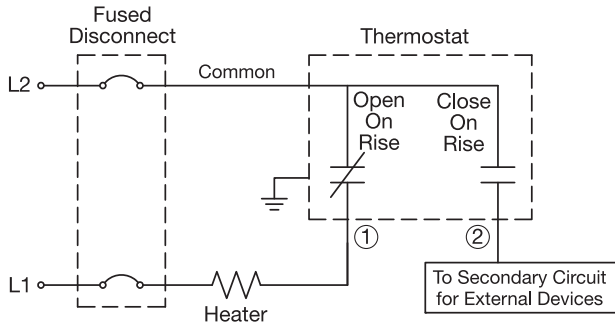 Fused
Disconnect
Thermostat
L2
Common
Open
On
Rise
Close
On
Rise
①
②
L1
Heater
To Secondary Circuit
for External Devices